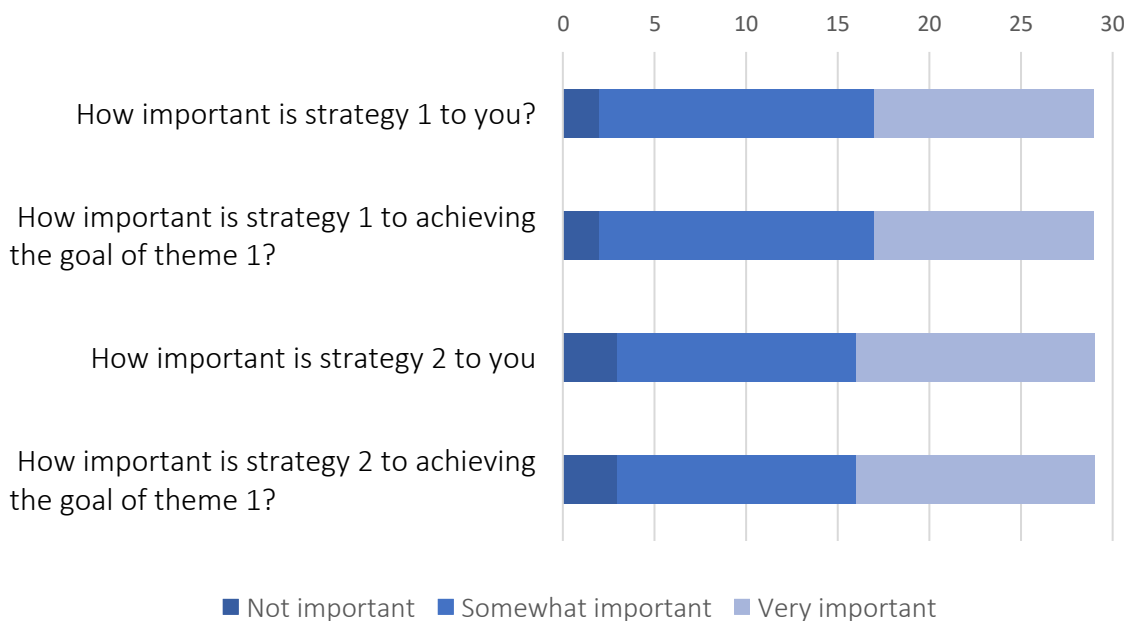 0 5 10 15 20 25 30
How important is strategy 1 to you?
How important is strategy 1 to achieving
the goal of theme 1?
How important is strategy 2 to you
How important is strategy 2 to achieving
the goal of theme 1?
Not important Somewhat important Very important